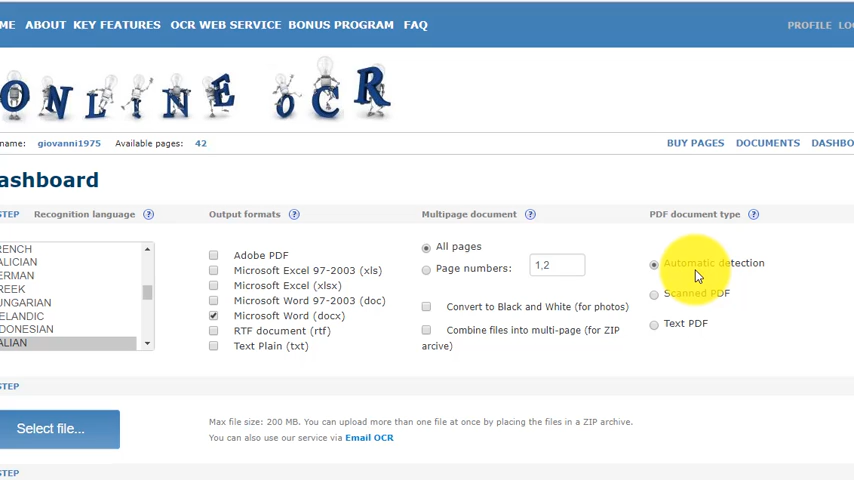 ME ABOUT KEY FEATURES OCR WEB SERVICE BONUS PROGRAM FAQ PROFILE LO
ONLINE OCR
name: giovanni1975 Available pages: 42 BUY PAGES DOCUMENTS DASHBO
ashboard
STEP Recognition language ? Output formats ? Multipage document ? PDF document type ?
RENCH
ALICIAN
ERMAN
REEK
UNGARIAN
ELANDIC
DONESIAN
ALIAN
Adobe PDF
Microsoft Excel 97-2003 (xls)
Microsoft Excel (xlsx)
Microsoft Word 97-2003 (doc)
Microsoft Word (docx)
RTF document (rtf)
Text Plain (txt)
All pages
Page numbers: 1,2
Convert to Black and White (for photos)
Combine files into multi-page (for ZIP
arcive)
Automatic detection
Scanned PDF
Text PDF
STEP
Select file...
Max file size: 200 MB. You can upload more than one file at once by placing the files in a ZIP archive.
You can also use our service via Email OCR
STEP